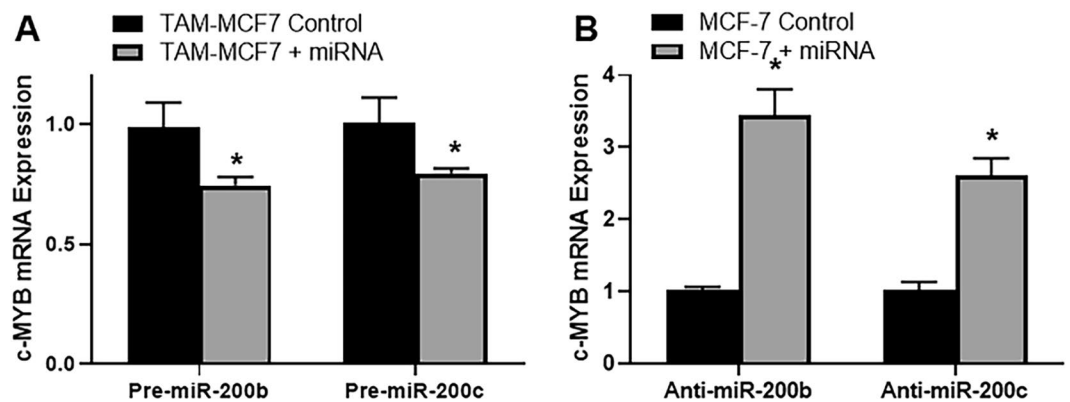 A
TAM-MCF7 Control
TAM-MCF7 + miRNA
c-MYB mRNA Expression
1.0
0.5
0.0
*
*
Pre-miR-200b
Pre-miR-200c
B
MCF-7 Control
MCF-7 + miRNA
c-MYB mRNA Expression
4
3
2
1
0
*
*
Anti-miR-200b
Anti-miR-200c